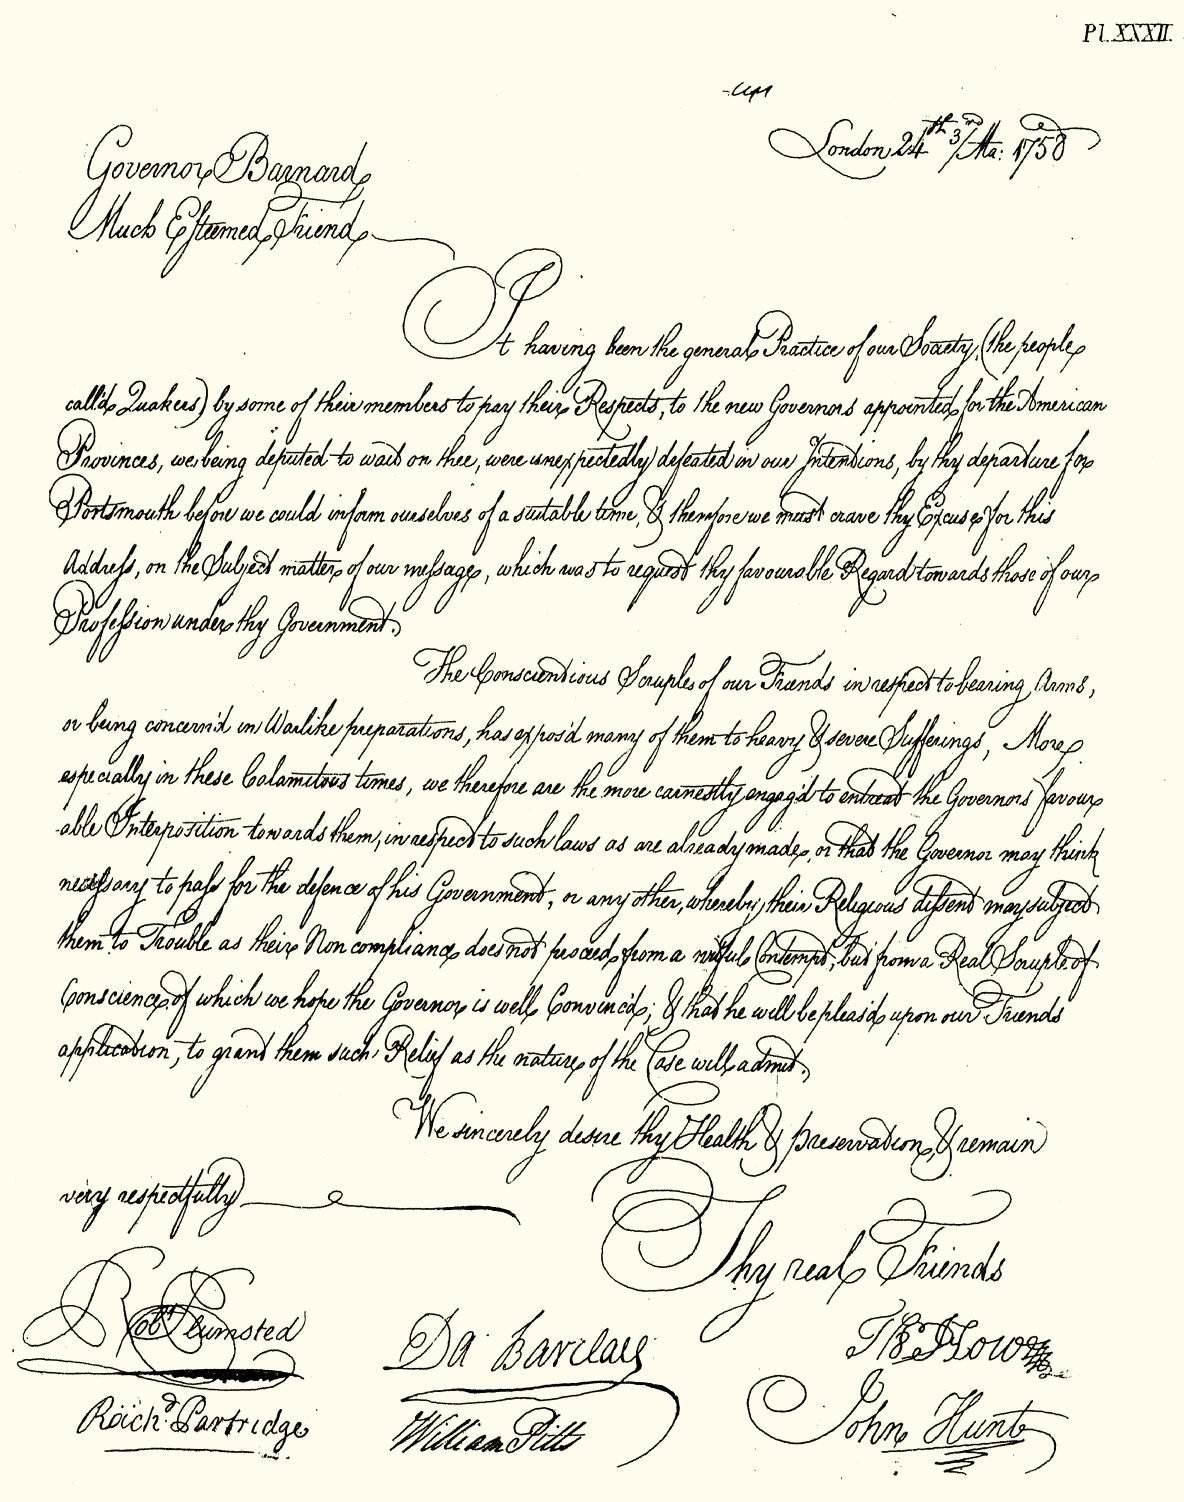 Pl. XXXII.
London 24th 3/mo: 1758
Governor Barnard
Much Esteemed Friend
It having been the general Practice of our Society, (the people
call'd Quakers) by some of their members to pay their Respects, to the new Governors appointed for the American
Provinces, we being deputed to wait on thee, were unexpectedly defeated in our Intentions, by thy departure for
Portsmouth before we could inform ourselves of a suitable time, & therefore we must crave thy Excuse for this
Address, on the Subject matter of our message, which was to request thy favourable Regard towards those of our
Profession under thy Government.
The Conscientious Scruples of our Friends in respect to bearing Arms,
or being concern'd in Warlike preparations, has expos'd many of them to heavy & severe Sufferings, More
especially in these Calamitous times, we therefore are the more earnestly engag'd to entreat the Governors favour
-able Interposition towards them, in respect to such laws as are already made, or that the Governor may think
necessary to pass for the defence of his Government, or any other, whereby their Religious dissent may subject
them to Trouble as their Non compliance does not proceed from a wilful Contempt, but from a Real Scruple of
Conscience of which we hope the Governor is well Convinc'd; & that he will be pleas'd upon our Friends
application, to grant them such Relief as the nature of the Case will admit.
We sincerely desire thy Health & preservation, & remain
very respectfully
Thy real Friends
Robt Plumsted
Da Barclay
Tho How
Richd Partridge
William Pitts
John Hunt